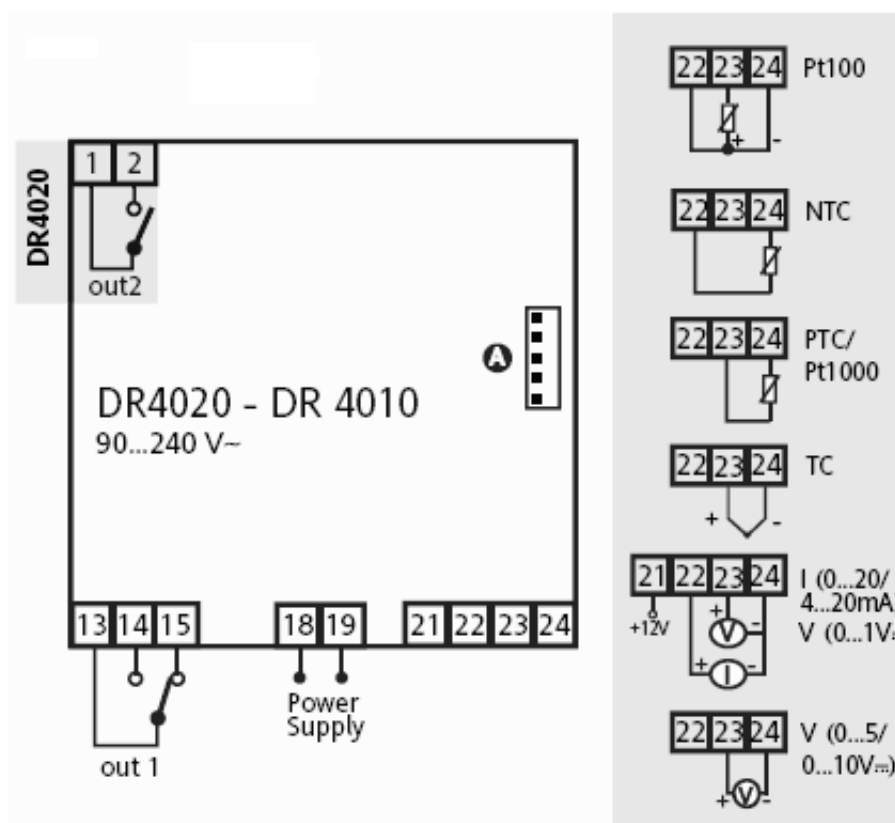 DR4020
1 2
out2
A
DR4020 - DR 4010
90...240 V~
13 14 15
18 19
21 22 23 24
Power
Supply
out 1
22 23 24 Pt100
+ -
22 23 24 NTC
22 23 24 PTC/
Pt1000
22 23 24 TC
+ -
21 22 23 24 I (0...20/
4...20mA
+12V + V - V (0...1V
+ I -
22 23 24 V (0...5/
0...10V⎓)
+ V -